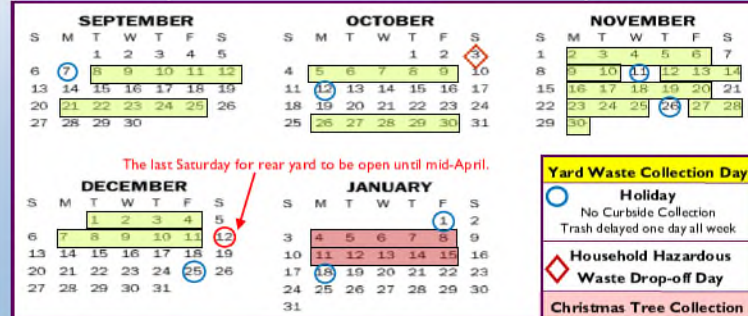 SEPTEMBER
S M T W T F S
1 2 3 4 5
6 7 8 9 10 11 12
13 14 15 16 17 18 19
20 21 22 23 24 25 26
27 28 29 30
OCTOBER
S M T W T F S
1 2 3
4 5 6 7 8 9 10
11 12 13 14 15 16 17
18 19 20 21 22 23 24
25 26 27 28 29 30 31
NOVEMBER
S M T W T F S
1 2 3 4 5 6 7
8 9 10 11 12 13 14
15 16 17 18 19 20 21
22 23 24 25 26 27 28
29 30
The last Saturday for rear yard to be open until mid-April.
DECEMBER
S M T W T F S
1 2 3 4 5
6 7 8 9 10 11 12
13 14 15 16 17 18 19
20 21 22 23 24 25 26
27 28 29 30 31
JANUARY
S M T W T F S
1 2
3 4 5 6 7 8 9
10 11 12 13 14 15 16
17 18 19 20 21 22 23
24 25 26 27 28 29 30
31
Yard Waste Collection Day
Holiday
No Curbside Collection
Trash delayed one day all week
Household Hazardous
Waste Drop-off Day
Christmas Tree Collection